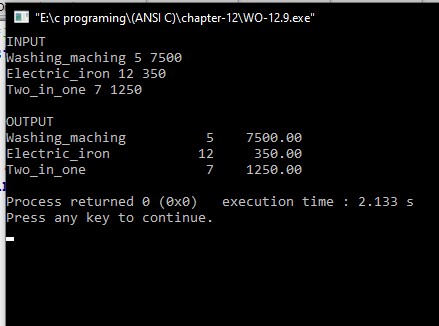 "E:\c programing\(ANSI C)\chapter-12\WO-12.9.exe"
INPUT
Washing_maching 5 7500
Electric_iron 12 350
Two_in_one 7 1250
OUTPUT
Washing_maching 5 7500.00
Electric_iron 12 350.00
Two_in_one 7 1250.00
Process returned 0 (0x0) execution time : 2.133 s
Press any key to continue.